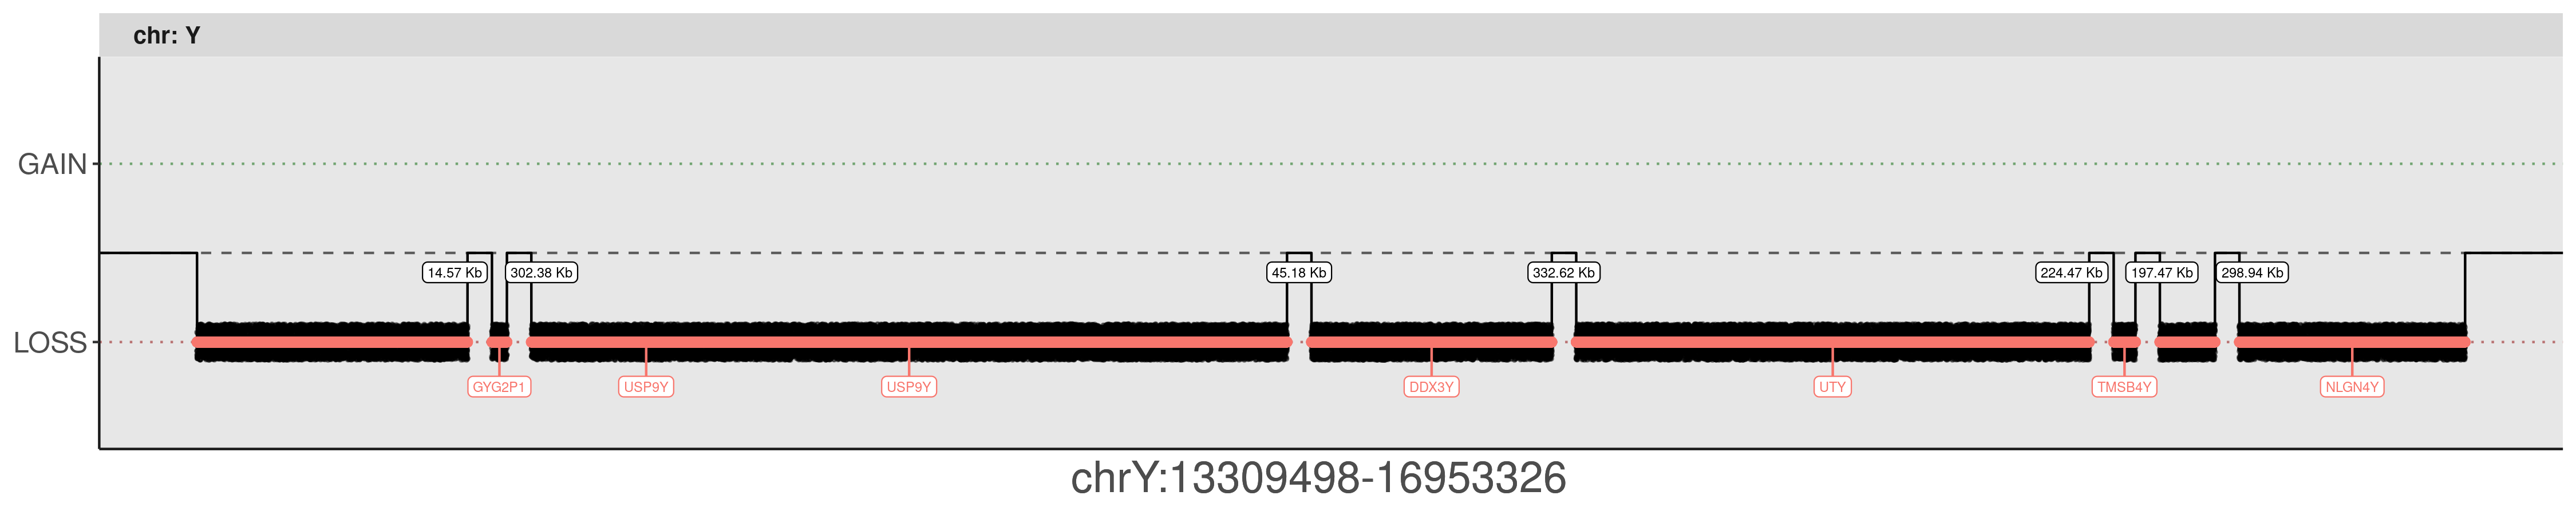 chr: Y
GAIN
14.57 Kb
302.38 Kb
45.18 Kb
332.62 Kb
224.47 Kb
197.47 Kb
298.94 Kb
LOSS
GYG2P1
USP9Y
USP9Y
DDX3Y
UTY
TMSB4Y
NLGN4Y
chrY:13309498-16953326